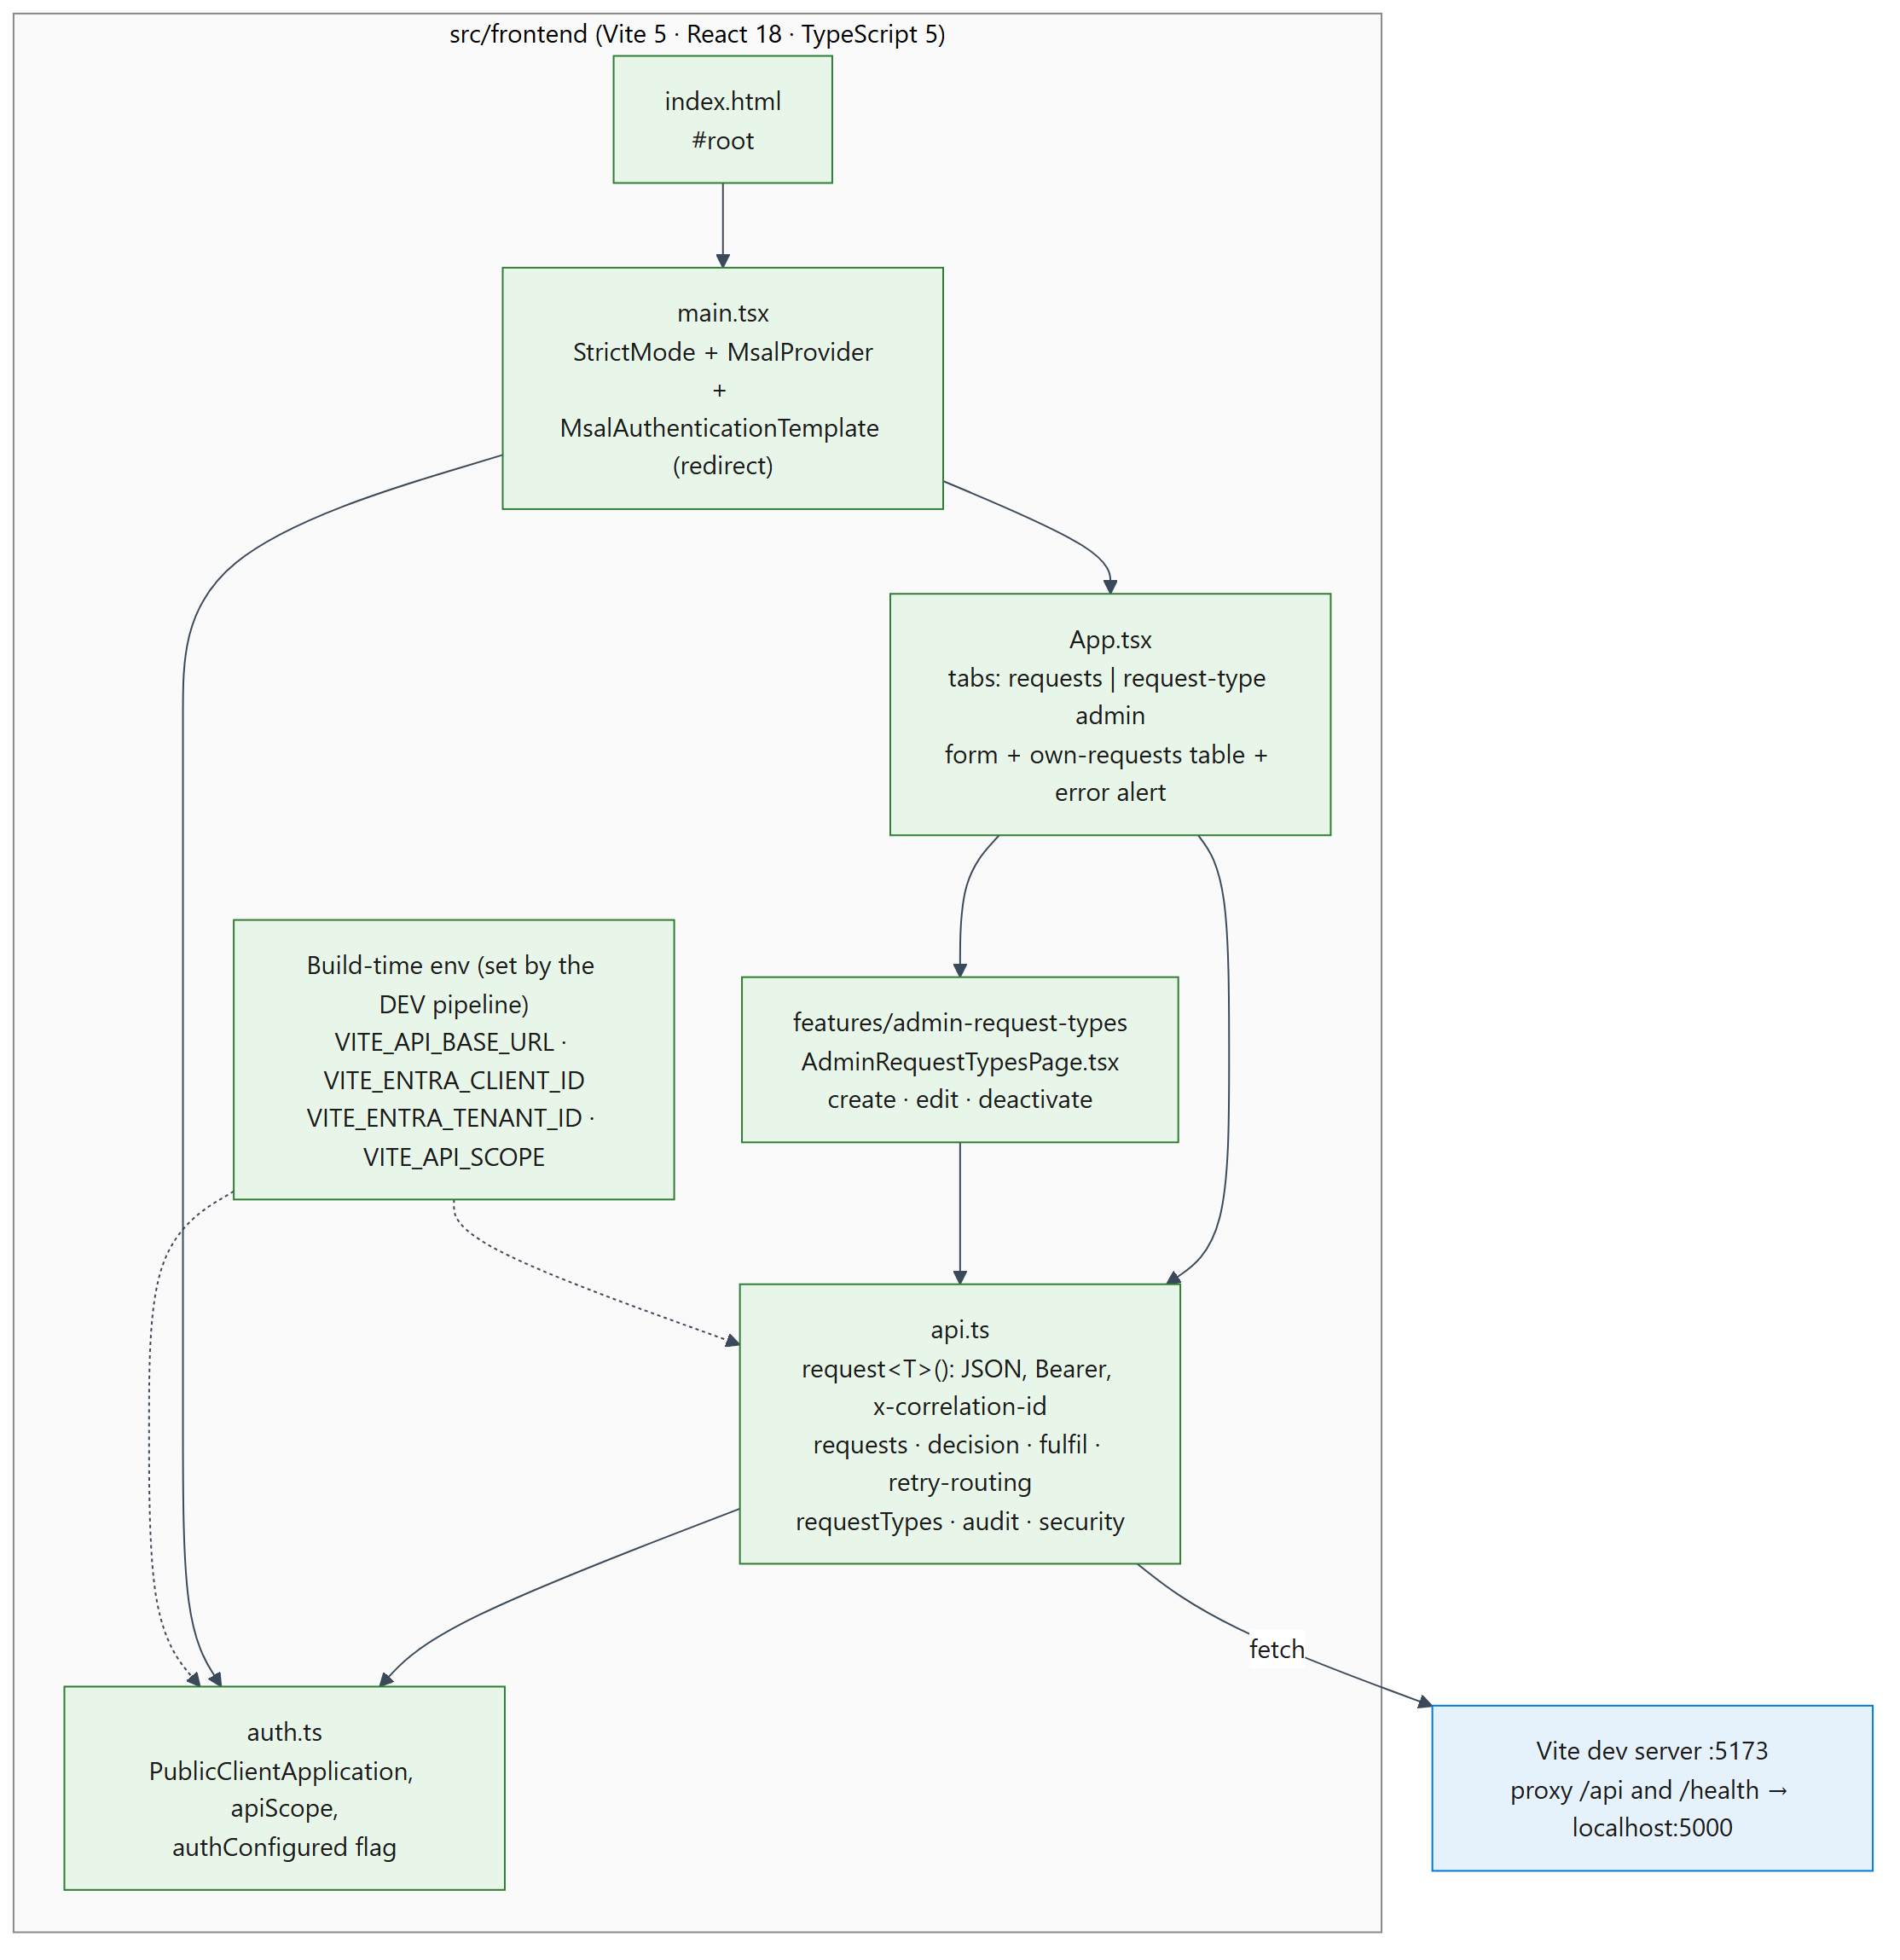 src/frontend (Vite 5 · React 18 · TypeScript 5)
index.html
#root
main.tsx
StrictMode + MsalProvider
+
MsalAuthenticationTemplate
(redirect)
App.tsx
tabs: requests | request-type
admin
form + own-requests table +
error alert
Build-time env (set by the
DEV pipeline)
VITE_API_BASE_URL ·
VITE_ENTRA_CLIENT_ID
VITE_ENTRA_TENANT_ID ·
VITE_API_SCOPE
features/admin-request-types
AdminRequestTypesPage.tsx
create · edit · deactivate
api.ts
request<T>(): JSON, Bearer,
x-correlation-id
requests · decision · fulfil ·
retry-routing
requestTypes · audit · security
fetch
auth.ts
PublicClientApplication,
apiScope,
authConfigured flag
Vite dev server :5173
proxy /api and /health →
localhost:5000